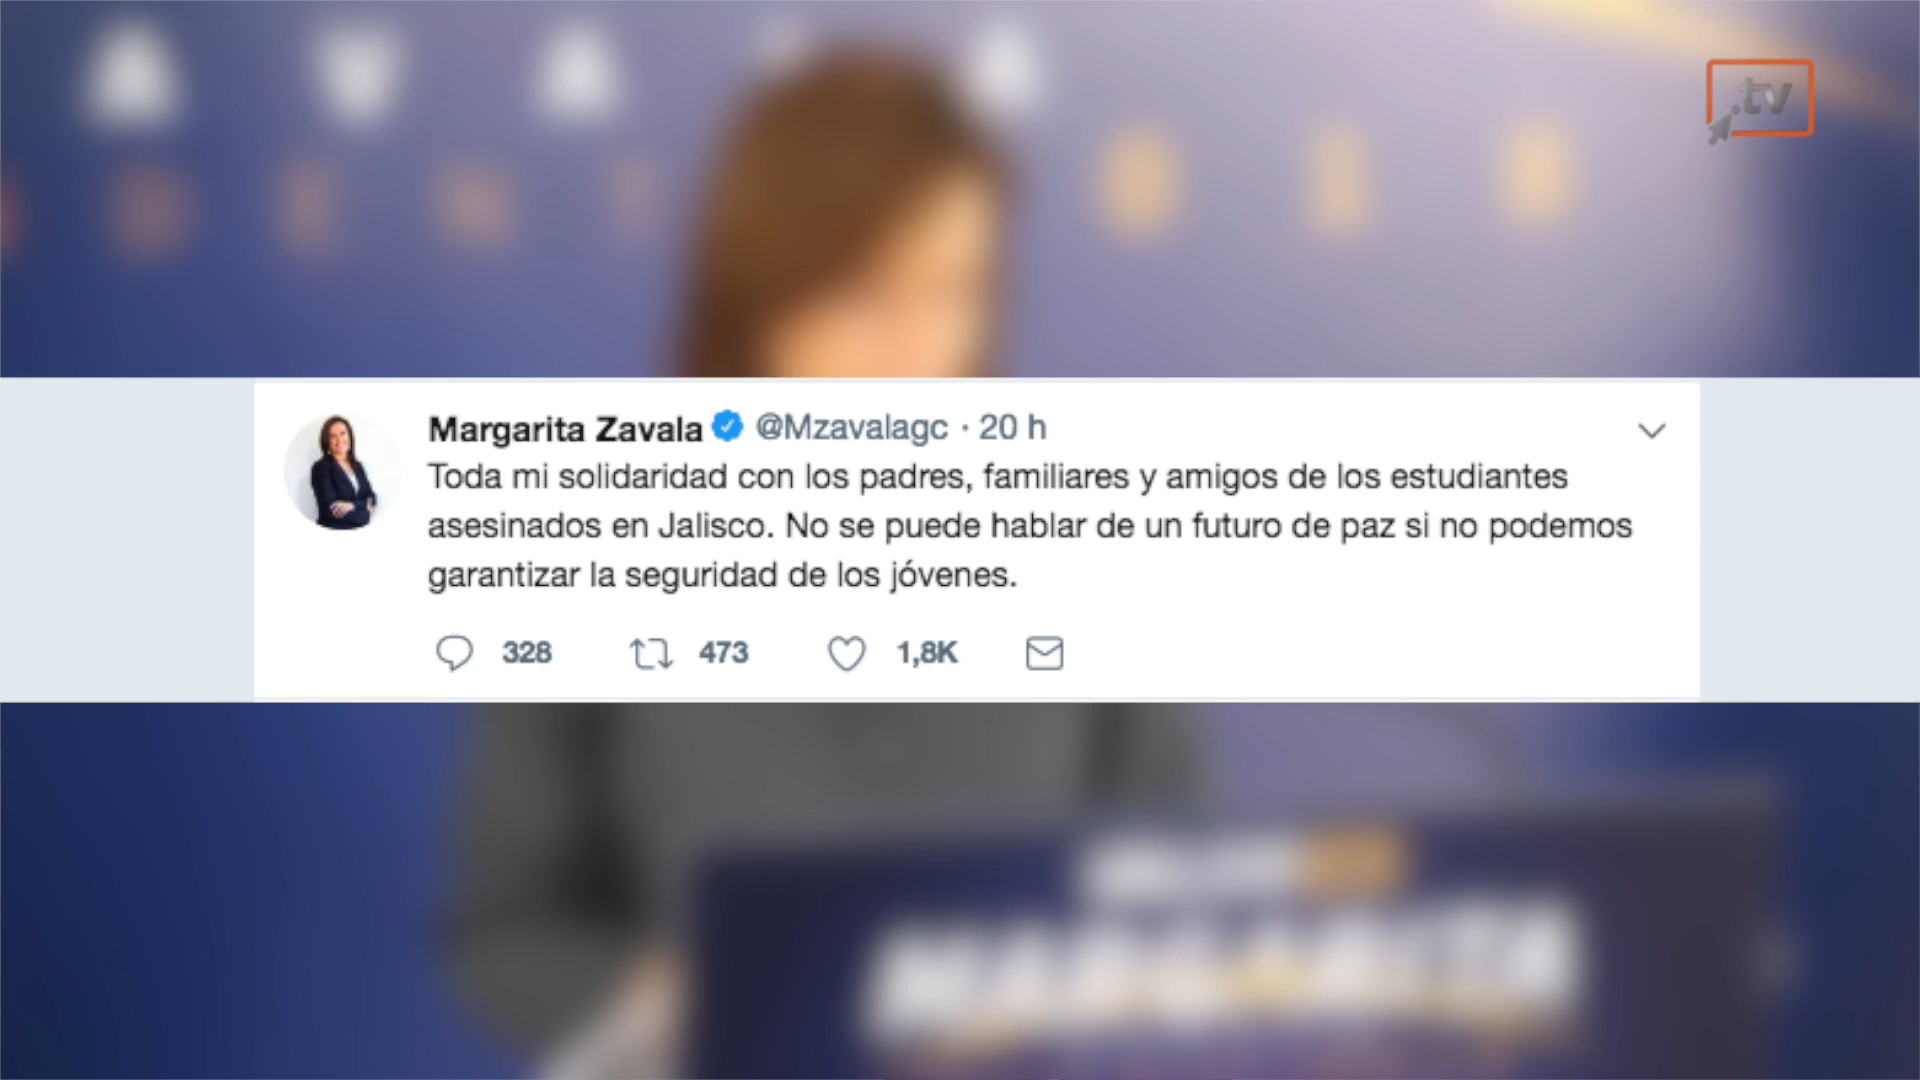 A V A L A
.tv
D E N T
O L E
Margarita Zavala @Mzavalagc · 20 h
Toda mi solidaridad con los padres, familiares y amigos de los estudiantes
asesinados en Jalisco. No se puede hablar de un futuro de paz si no podemos
garantizar la seguridad de los jóvenes.
328 473 1,8K
MARGARITA